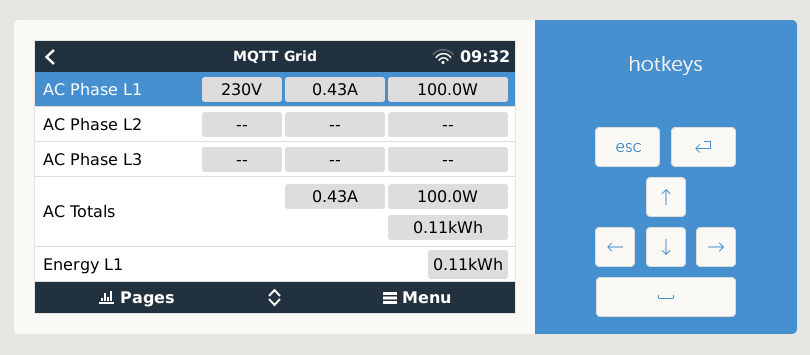 MQTT Grid 09:32
AC Phase L1 230V 0.43A 100.0W
AC Phase L2 -- -- --
AC Phase L3 -- -- --
AC Totals 0.43A 100.0W
0.11kWh
Energy L1 0.11kWh
Pages Menu
hotkeys
esc